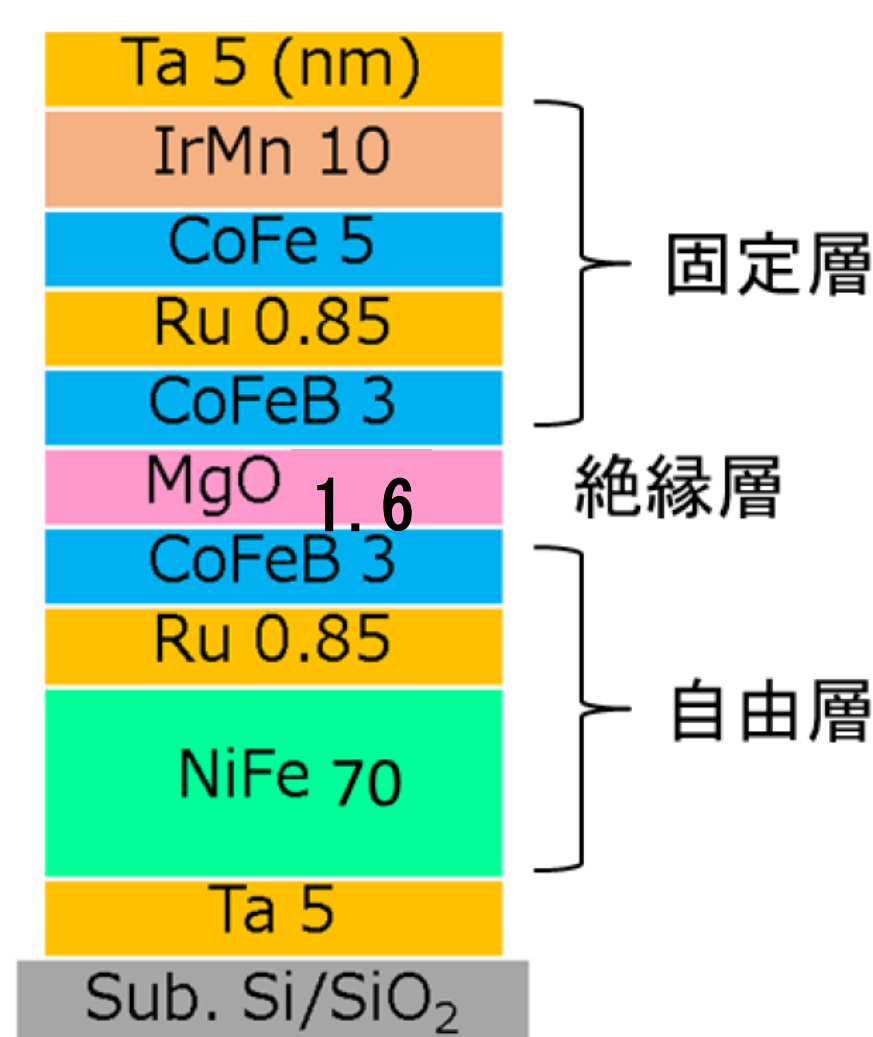 Ta 5 (nm)
IrMn 10
CoFe 5
固定層
Ru 0.85
CoFeB 3
MgO 1.6
絶縁層
CoFeB 3
Ru 0.85
自由層
NiFe 70
Ta 5
Sub. Si/SiO₂